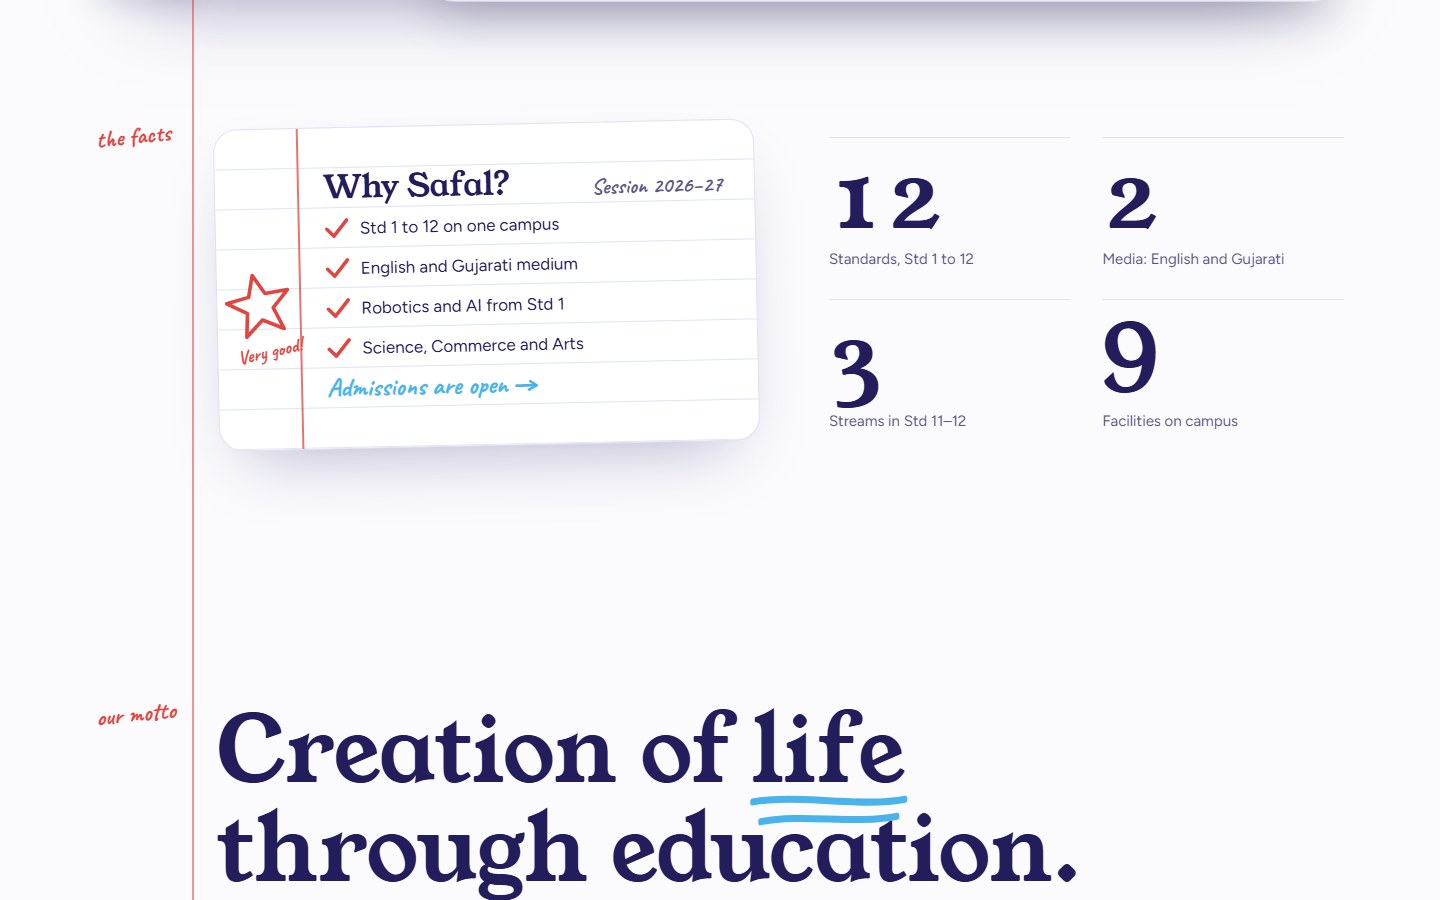 the facts
Why Safal?
Session 2026–27
Std 1 to 12 on one campus
English and Gujarati medium
Robotics and AI from Std 1
Science, Commerce and Arts
Admissions are open →
Very good!
12
Standards, Std 1 to 12
2
Media: English and Gujarati
3
Streams in Std 11–12
9
Facilities on campus
our motto
Creation of life
through education.